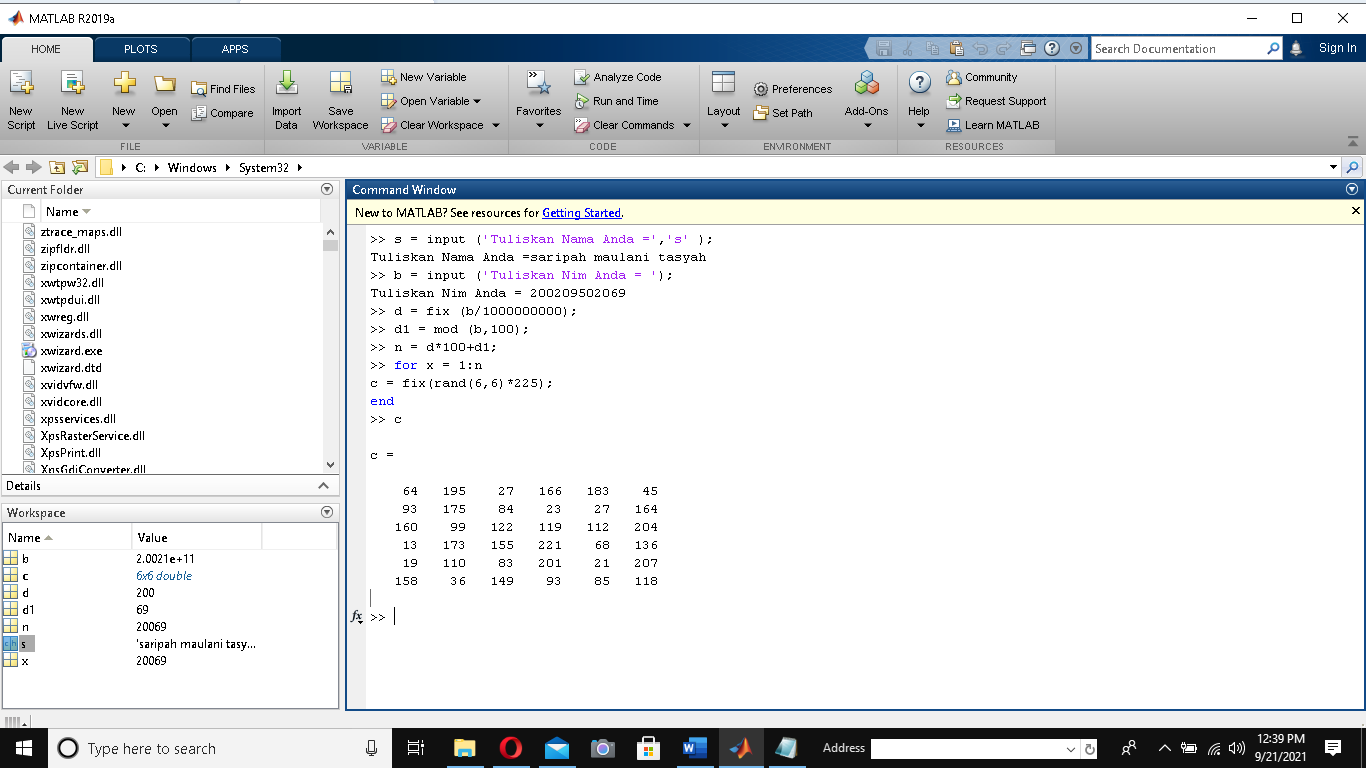 MATLAB R2019a
HOME PLOTS APPS
Search Documentation
Sign In
New Script
New Live Script
New
Open
Find Files
Compare
Import Data
Save Workspace
New Variable
Open Variable
Clear Workspace
Favorites
Analyze Code
Run and Time
Clear Commands
Layout
Preferences
Set Path
Add-Ons
Help
Community
Request Support
Learn MATLAB
FILE VARIABLE CODE ENVIRONMENT RESOURCES
C: Windows System32
Current Folder
Name
ztrace_maps.dll
zipfldr.dll
zipcontainer.dll
xwtpw32.dll
xwtpdui.dll
xwreg.dll
xwizards.dll
xwizard.exe
xwizard.dtd
xvidvfw.dll
xvidcore.dll
xpsservices.dll
XpsRasterService.dll
XpsPrint.dll
XpsGdiConverter.dll
Details
Workspace
Name Value
b 2.0021e+11
c 6x6 double
d 200
d1 69
n 20069
s 'saripah maulani tasy...
x 20069
Command Window
New to MATLAB? See resources for Getting Started.
>> s = input ('Tuliskan Nama Anda =','s' );
Tuliskan Nama Anda =saripah maulani tasyah
>> b = input ('Tuliskan Nim Anda = ');
Tuliskan Nim Anda = 200209502069
>> d = fix (b/1000000000);
>> d1 = mod (b,100);
>> n = d*100+d1;
>> for x = 1:n
c = fix(rand(6,6)*225);
end
>> c
c =
64 195 27 166 183 45
93 175 84 23 27 164
160 99 122 119 112 204
13 173 155 221 68 136
19 110 83 201 21 207
158 36 149 93 85 118
fx >>
Type here to search
Address
12:39 PM
9/21/2021